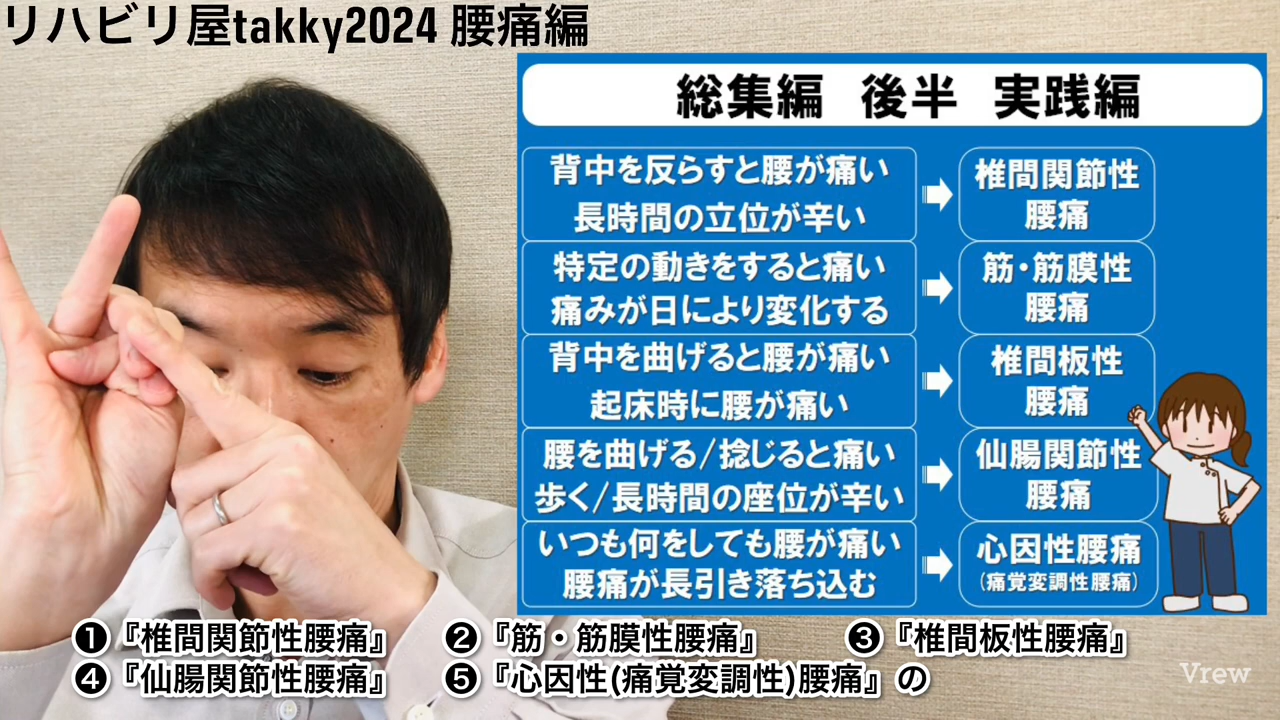 リハビリ屋takky2024 腰痛編
総集編 後半 実践編
背中を反らすと腰が痛い
長時間の立位が辛い
椎間関節性
腰痛
特定の動きをすると痛い
痛みが日により変化する
筋・筋膜性
腰痛
背中を曲げると腰が痛い
起床時に腰が痛い
椎間板性
腰痛
腰を曲げる/捻じると痛い
歩く/長時間の座位が辛い
仙腸関節性
腰痛
いつも何をしても腰が痛い
腰痛が長引き落ち込む
心因性腰痛
(痛覚変調性腰痛)
❶『椎間関節性腰痛』 ❷『筋・筋膜性腰痛』 ❸『椎間板性腰痛』
❹『仙腸関節性腰痛』 ❺『心因性(痛覚変調性)腰痛』の
Vrew